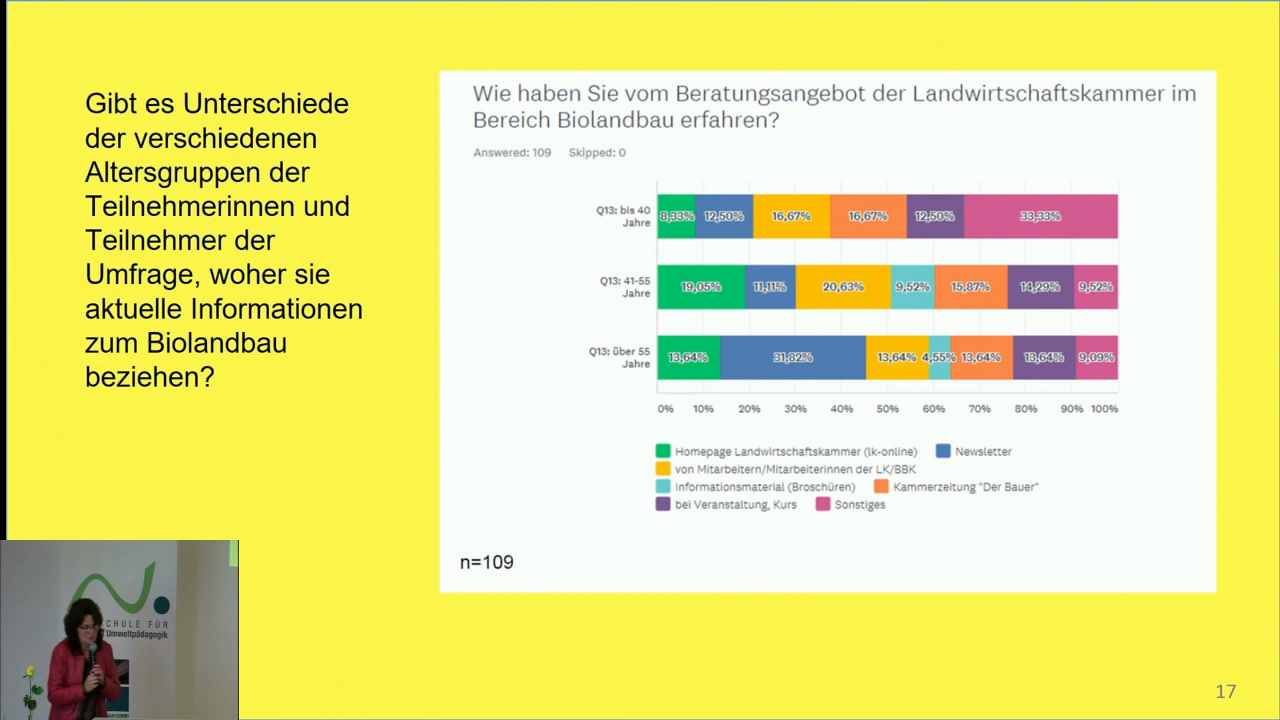 Gibt es Unterschiede
der verschiedenen
Altersgruppen der
Teilnehmerinnen und
Teilnehmer der
Umfrage, woher sie
aktuelle Informationen
zum Biolandbau
beziehen?
Wie haben Sie vom Beratungsangebot der Landwirtschaftskammer im
Bereich Biolandbau erfahren?
Answered: 109 Skipped: 0
Q13: bis 40
Jahre
8,33% 12,50% 16,67% 16,67% 12,50% 33,33%
Q13: 41-55
Jahre
19,05% 11,11% 20,63% 9,52% 15,87% 14,29% 9,52%
Q13: über 55
Jahre
13,64% 31,82% 13,64% 4,55% 13,64% 13,64% 9,09%
0% 10% 20% 30% 40% 50% 60% 70% 80% 90% 100%
Homepage Landwirtschaftskammer (lk-online) Newsletter
von Mitarbeitern/Mitarbeiterinnen der LK/BBK
Informationsmaterial (Broschüren) Kammerzeitung "Der Bauer"
bei Veranstaltung, Kurs Sonstiges
n=109
CHULE FÜR
Umweltpädagogik
17